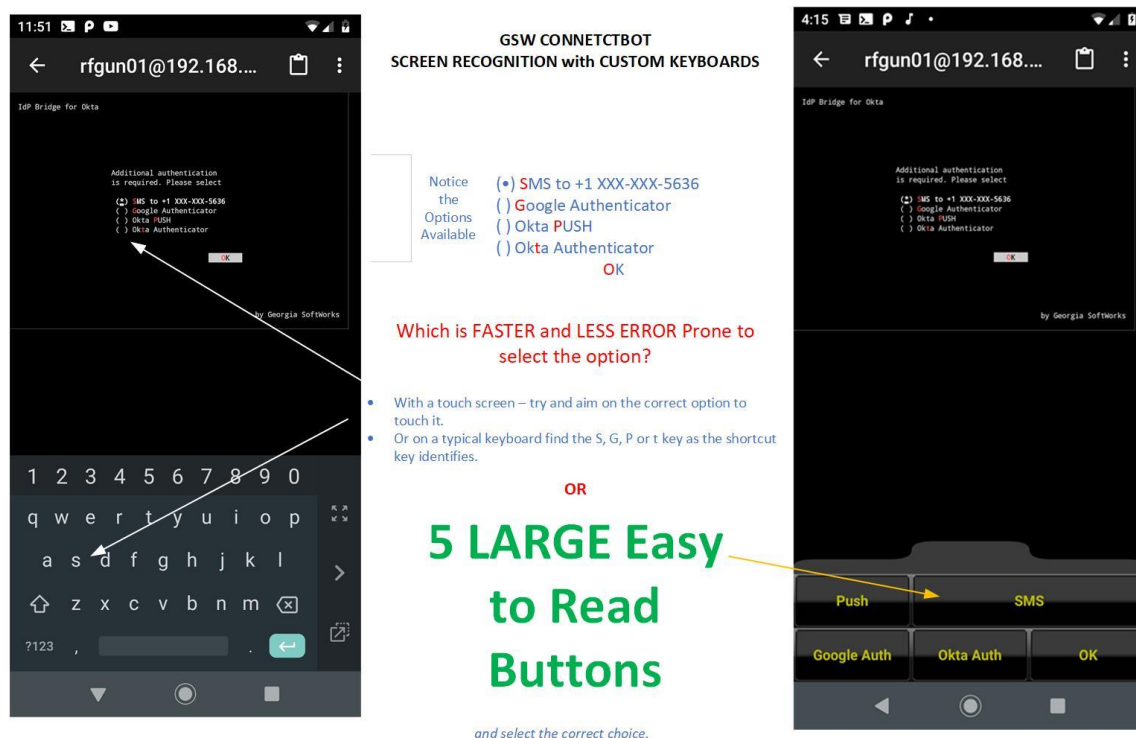 11:51
rfgun01@192.168....
IdP Bridge for Okta
Additional authentication
is required. Please select
(•) SMS to +1 XXX-XXX-5636
( ) Google Authenticator
( ) Okta PUSH
( ) Okta Authenticator
OK
by Georgia SoftWorks
1 2 3 4 5 6 7 8 9 0
q w e r t y u i o p
a s d f g h j k l
z x c v b n m
?123 , .
GSW CONNETCTBOT
SCREEN RECOGNITION with CUSTOM KEYBOARDS
Notice
the
Options
Available
(•) SMS to +1 XXX-XXX-5636
( ) Google Authenticator
( ) Okta PUSH
( ) Okta Authenticator
OK
Which is FASTER and LESS ERROR Prone to
select the option?
• With a touch screen – try and aim on the correct option to
touch it.
• Or on a typical keyboard find the S, G, P or t key as the shortcut
key identifies.
OR
5 LARGE Easy
to Read
Buttons
and select the correct choice.
4:15
rfgun01@192.168....
IdP Bridge for Okta
Additional authentication
is required. Please select
(•) SMS to +1 XXX-XXX-5636
( ) Google Authenticator
( ) Okta PUSH
( ) Okta Authenticator
OK
by Georgia SoftWorks
Push SMS
Google Auth Okta Auth OK